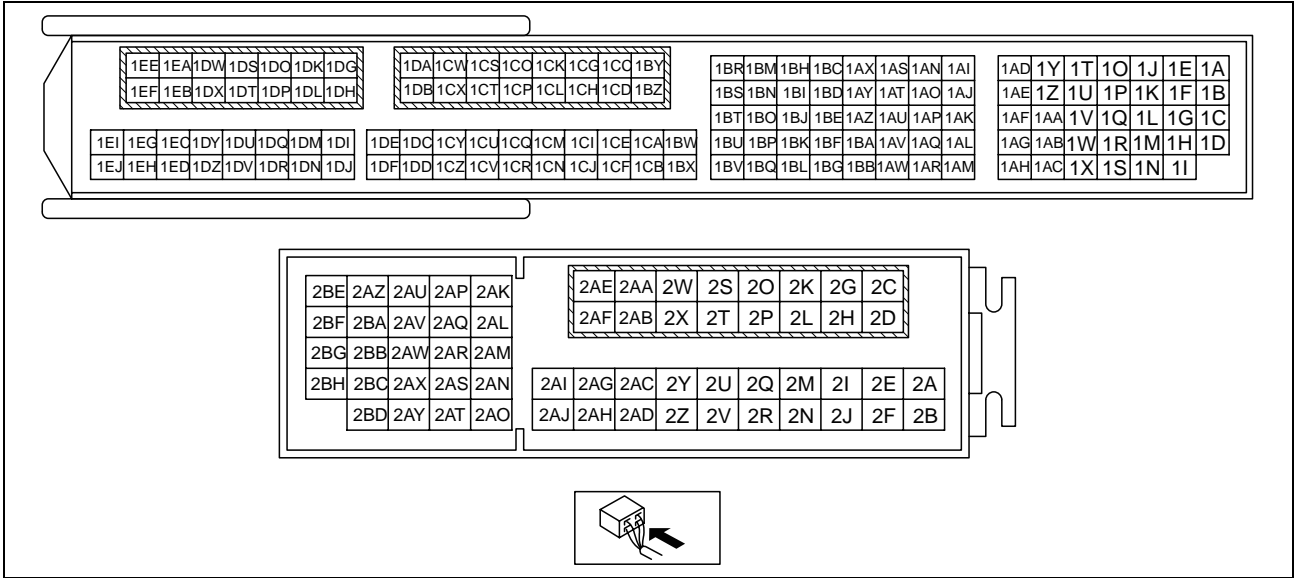 1EE 1EA 1DW 1DS 1DO 1DK 1DG
1EF 1EB 1DX 1DT 1DP 1DL 1DH
1EI 1EG 1EC 1DY 1DU 1DQ 1DM 1DI
1EJ 1EH 1ED 1DZ 1DV 1DR 1DN 1DJ
1DA 1CW 1CS 1CO 1CK 1CG 1CC 1BY
1DB 1CX 1CT 1CP 1CL 1CH 1CD 1BZ
1DE 1DC 1CY 1CU 1CQ 1CM 1CI 1CE 1CA 1BW
1DF 1DD 1CZ 1CV 1CR 1CN 1CJ 1CF 1CB 1BX
1BR 1BM 1BH 1BC 1AX 1AS 1AN 1AI
1BS 1BN 1BI 1BD 1AY 1AT 1AO 1AJ
1BT 1BO 1BJ 1BE 1AZ 1AU 1AP 1AK
1BU 1BP 1BK 1BF 1BA 1AV 1AQ 1AL
1BV 1BQ 1BL 1BG 1BB 1AW 1AR 1AM
1AD 1Y 1T 1O 1J 1E 1A
1AE 1Z 1U 1P 1K 1F 1B
1AF 1AA 1V 1Q 1L 1G 1C
1AG 1AB 1W 1R 1M 1H 1D
1AH 1AC 1X 1S 1N 1I
2BE 2AZ 2AU 2AP 2AK
2BF 2BA 2AV 2AQ 2AL
2BG 2BB 2AW 2AR 2AM
2BH 2BC 2AX 2AS 2AN
2BD 2AY 2AT 2AO
2AE 2AA 2W 2S 2O 2K 2G 2C
2AF 2AB 2X 2T 2P 2L 2H 2D
2AI 2AG 2AC 2Y 2U 2Q 2M 2I 2E 2A
2AJ 2AH 2AD 2Z 2V 2R 2N 2J 2F 2B